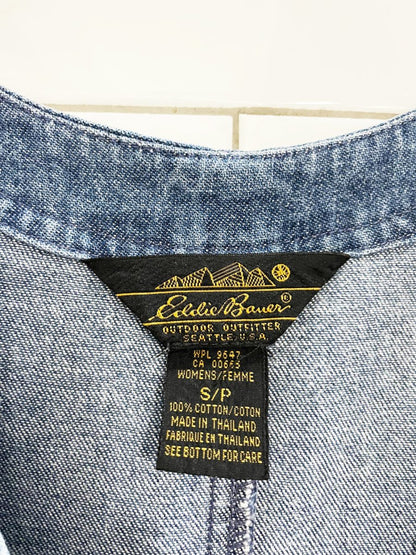 Eddie Bauer®
OUTDOOR OUTFITTER
SEATTLE, U.S.A.
WPL 9647
CA 00655
WOMENS/FEMME
S/P
100% COTTON/COTON
MADE IN THAILAND
FABRIQUE EN THAILAND
SEE BOTTOM FOR CARE